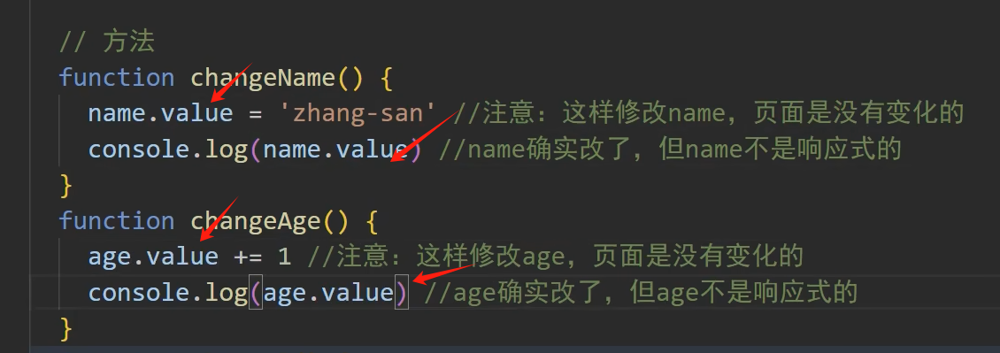 // 方法
function changeName() {
  name.value = 'zhang-san' //注意：这样修改name，页面是没有变化的
  console.log(name.value) //name确实改了，但name不是响应式的
}
function changeAge() {
  age.value += 1 //注意：这样修改age，页面是没有变化的
  console.log(age.value) //age确实改了，但age不是响应式的
}